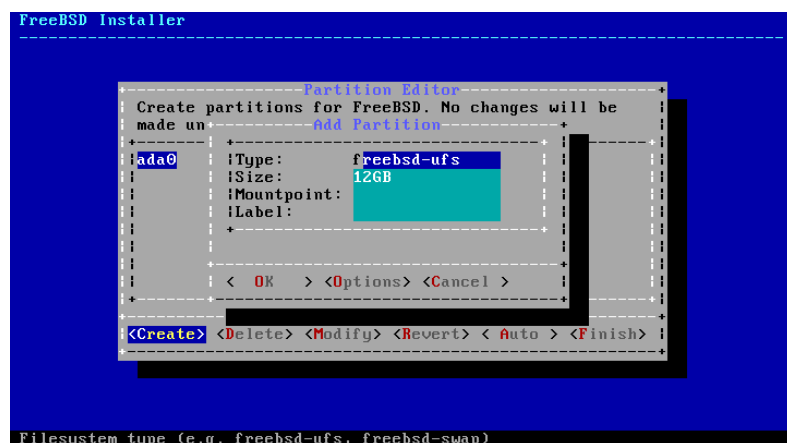 FreeBSD Installer
Partition Editor
Create partitions for FreeBSD. No changes will be
made un
Add Partition
ada0
Type: freebsd-ufs
Size: 12GB
Mountpoint:
Label:
< OK > <Options> <Cancel >
<Create> <Delete> <Modify> <Revert> < Auto > <Finish>
Filesystem type (e.g. freebsd-ufs, freebsd-swap)